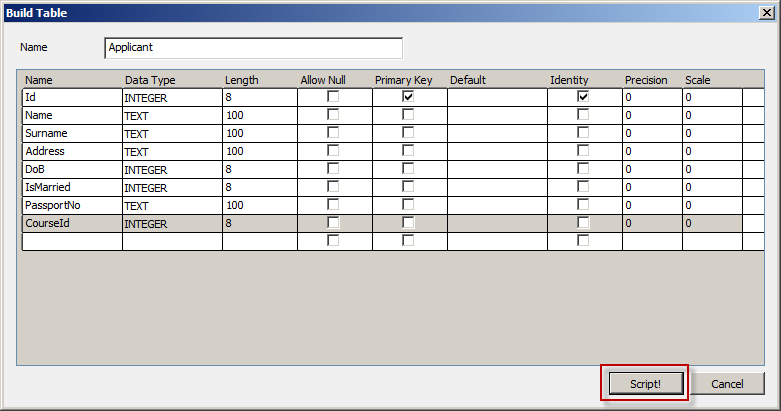 Build Table
Name Applicant
Name Data Type Length Allow Null Primary Key Default Identity Precision Scale
Id INTEGER 8 0 0
Name TEXT 100 0 0
Surname TEXT 100 0 0
Address TEXT 100 0 0
DoB INTEGER 8 0 0
IsMarried INTEGER 8 0 0
PassportNo TEXT 100 0 0
CourseId INTEGER 8 0 0
Script! Cancel